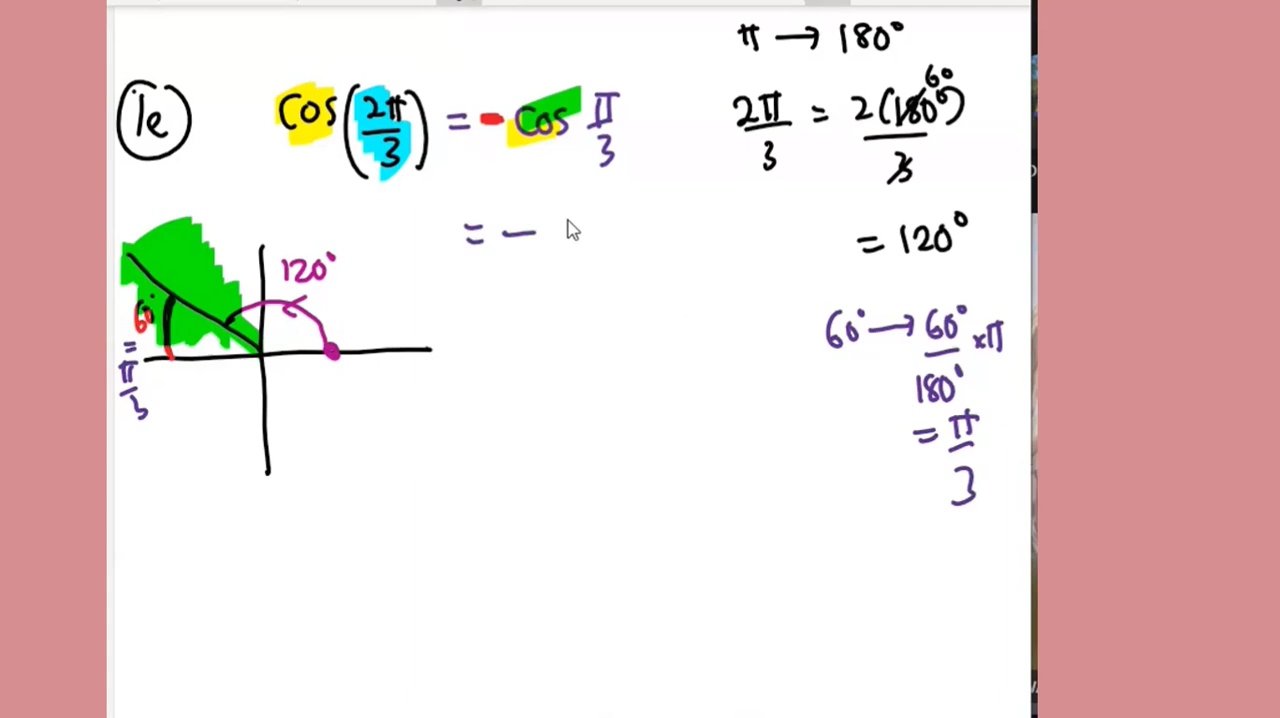 1e
cos(2π/3) = - cos π/3
= —
π → 180°
2π/3 = 2(180°)/3
60
= 120°
120°
60°
= π/3
60° → 60°/180° × π
= π/3